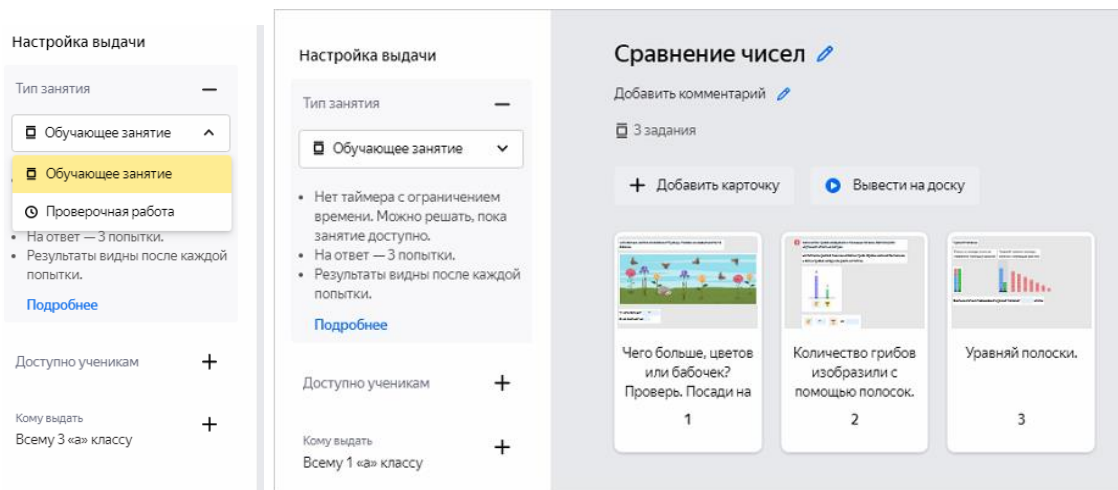 Настройка выдачи
Тип занятия
Обучающее занятие
Обучающее занятие
Проверочная работа
На ответ — 3 попытки.
Результаты видны после каждой
попытки.
Подробнее
Доступно ученикам
Кому выдать
Всему 3 «а» классу
Настройка выдачи
Тип занятия
Обучающее занятие
Нет таймера с ограничением
времени. Можно решать, пока
занятие доступно.
На ответ — 3 попытки.
Результаты видны после каждой
попытки.
Подробнее
Доступно ученикам
Кому выдать
Всему 1 «а» классу
Сравнение чисел
Добавить комментарий
3 задания
Добавить карточку
Вывести на доску
Чего больше, цветов
или бабочек?
Проверь. Посади на
1
Количество грибов
изобразили с
помощью полосок.
2
Уравняй полоски.
3